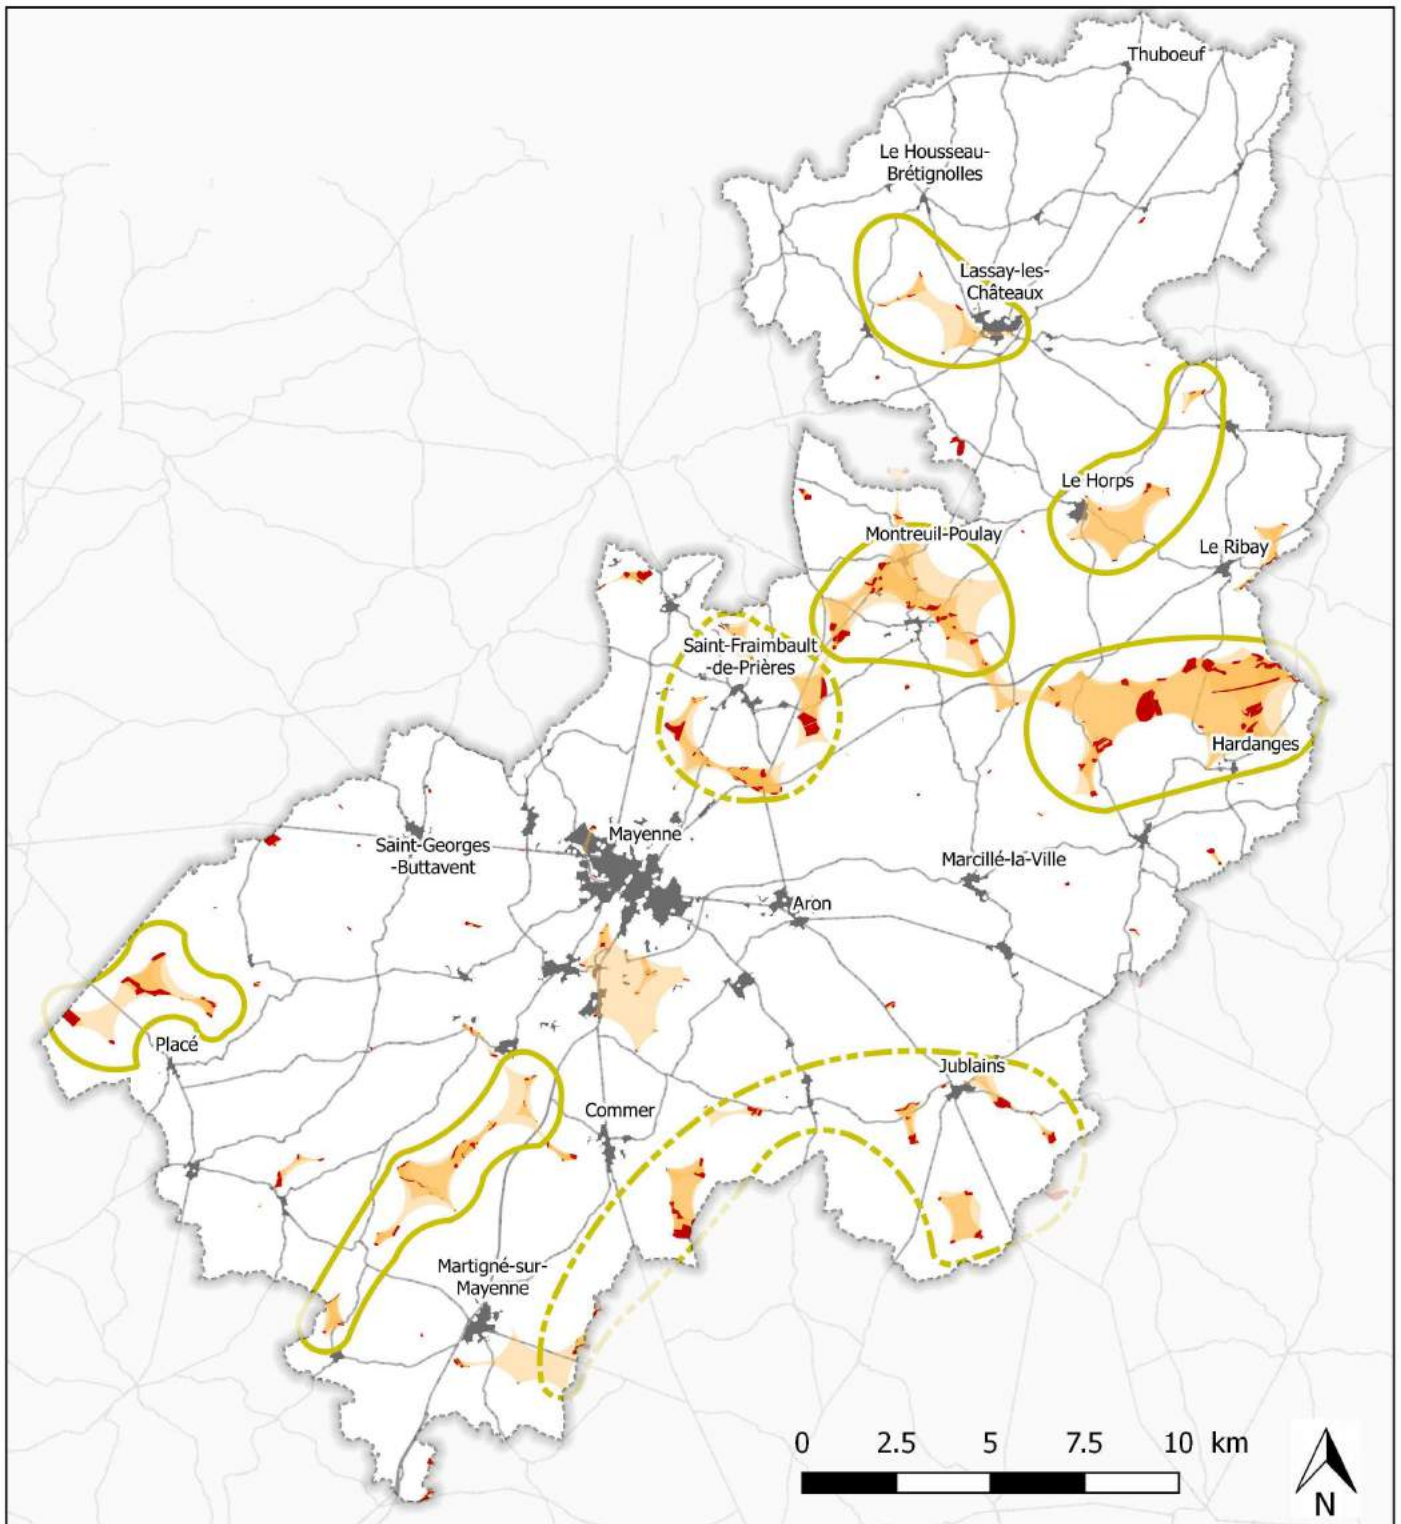 Thuboeuf
Le Housseau-
Brétignolles
Lassay-les-
Châteaux
Le Horps
Montreuil-Poulay
Le Ribay
Saint-Fraimbault
-de-Prières
Hardanges
Mayenne
Saint-Georges
-Buttavent
Marcillé-la-Ville
Aron
Placé
Jublains
Commer
Martigné-sur-
Mayenne
0 2.5 5 7.5 10 km
N